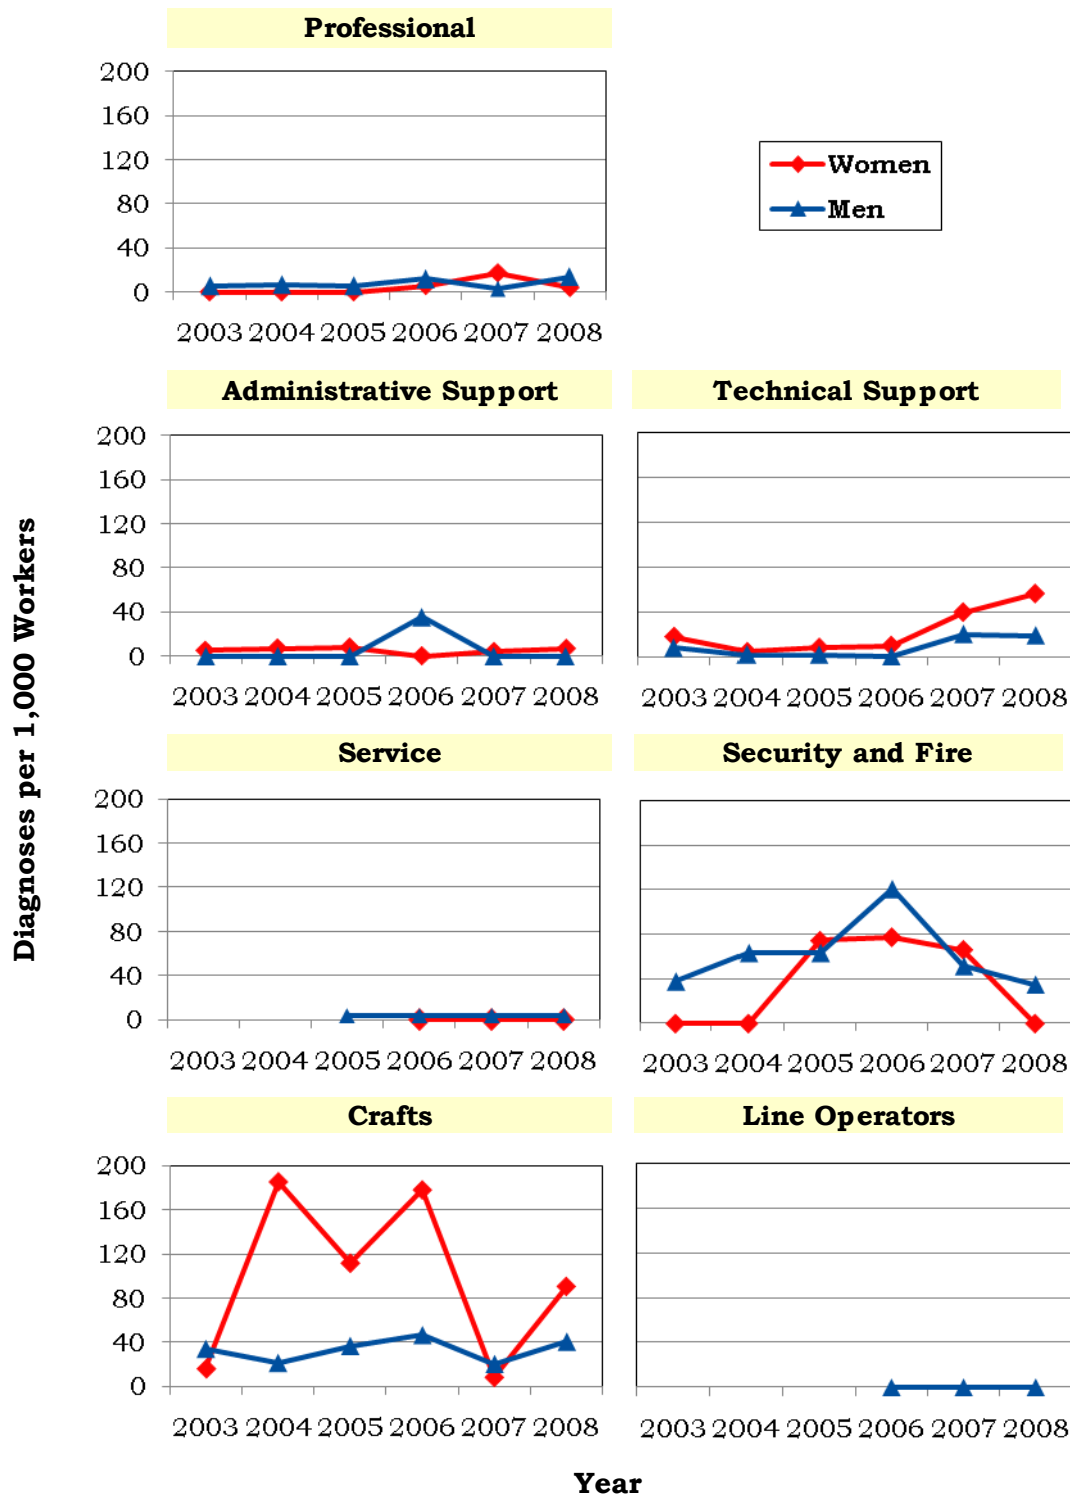 Professional
200
160
120
80
40
0
2003 2004 2005 2006 2007 2008
Women
Men
Diagnoses per 1,000 Workers
Administrative Support
200
160
120
80
40
0
2003 2004 2005 2006 2007 2008
Technical Support
2003 2004 2005 2006 2007 2008
Service
200
160
120
80
40
0
2003 2004 2005 2006 2007 2008
Security and Fire
2003 2004 2005 2006 2007 2008
Crafts
200
160
120
80
40
0
2003 2004 2005 2006 2007 2008
Line Operators
2003 2004 2005 2006 2007 2008
Year